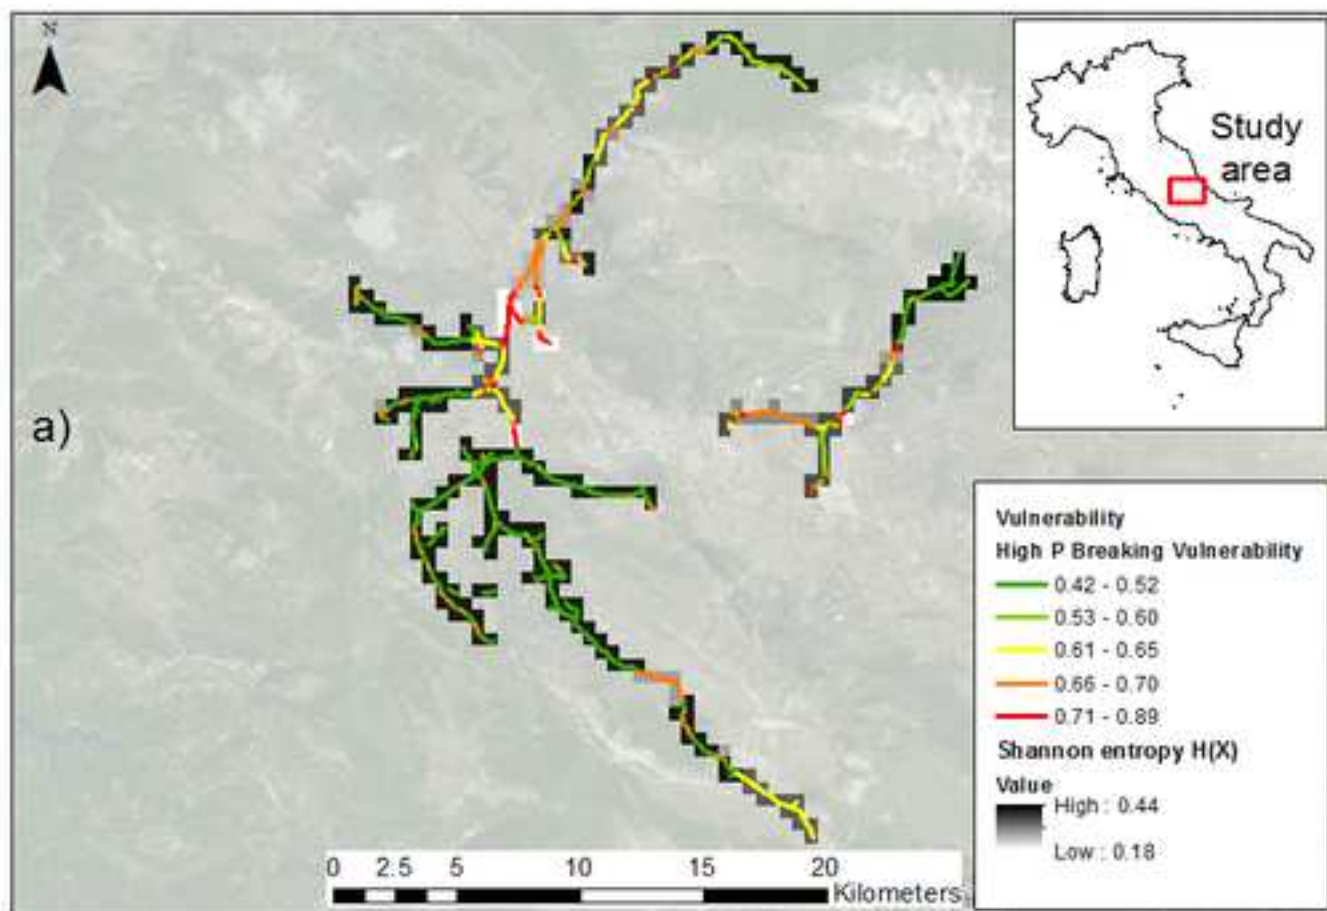 N
Study
area
a)
Vulnerability
High P Breaking Vulnerability
0.42 - 0.52
0.53 - 0.60
0.61 - 0.65
0.66 - 0.70
0.71 - 0.89
Shannon entropy H(X)
Value
High : 0.44
Low : 0.18
0 2.5 5 10 15 20
Kilometers